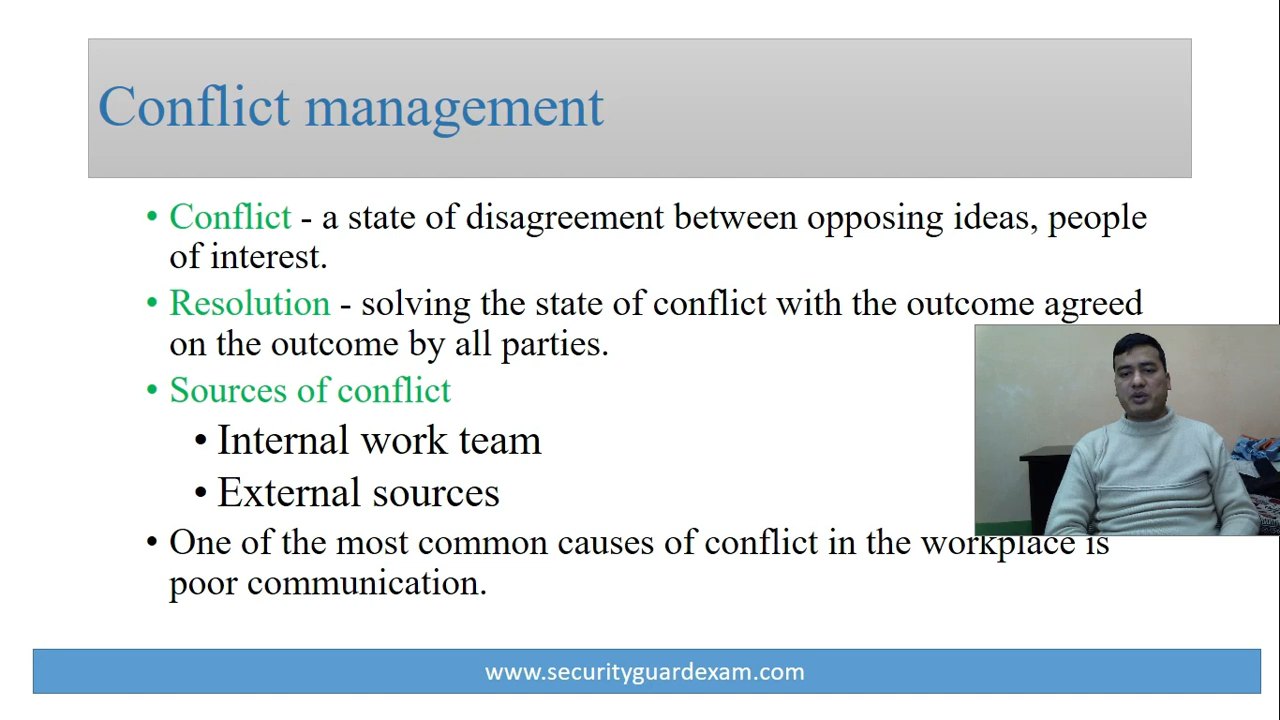 Conflict management
• Conflict - a state of disagreement between opposing ideas, people
of interest.
• Resolution - solving the state of conflict with the outcome agreed
on the outcome by all parties.
• Sources of conflict
• Internal work team
• External sources
• One of the most common causes of conflict in the workplace is
poor communication.
www.securityguardexam.com